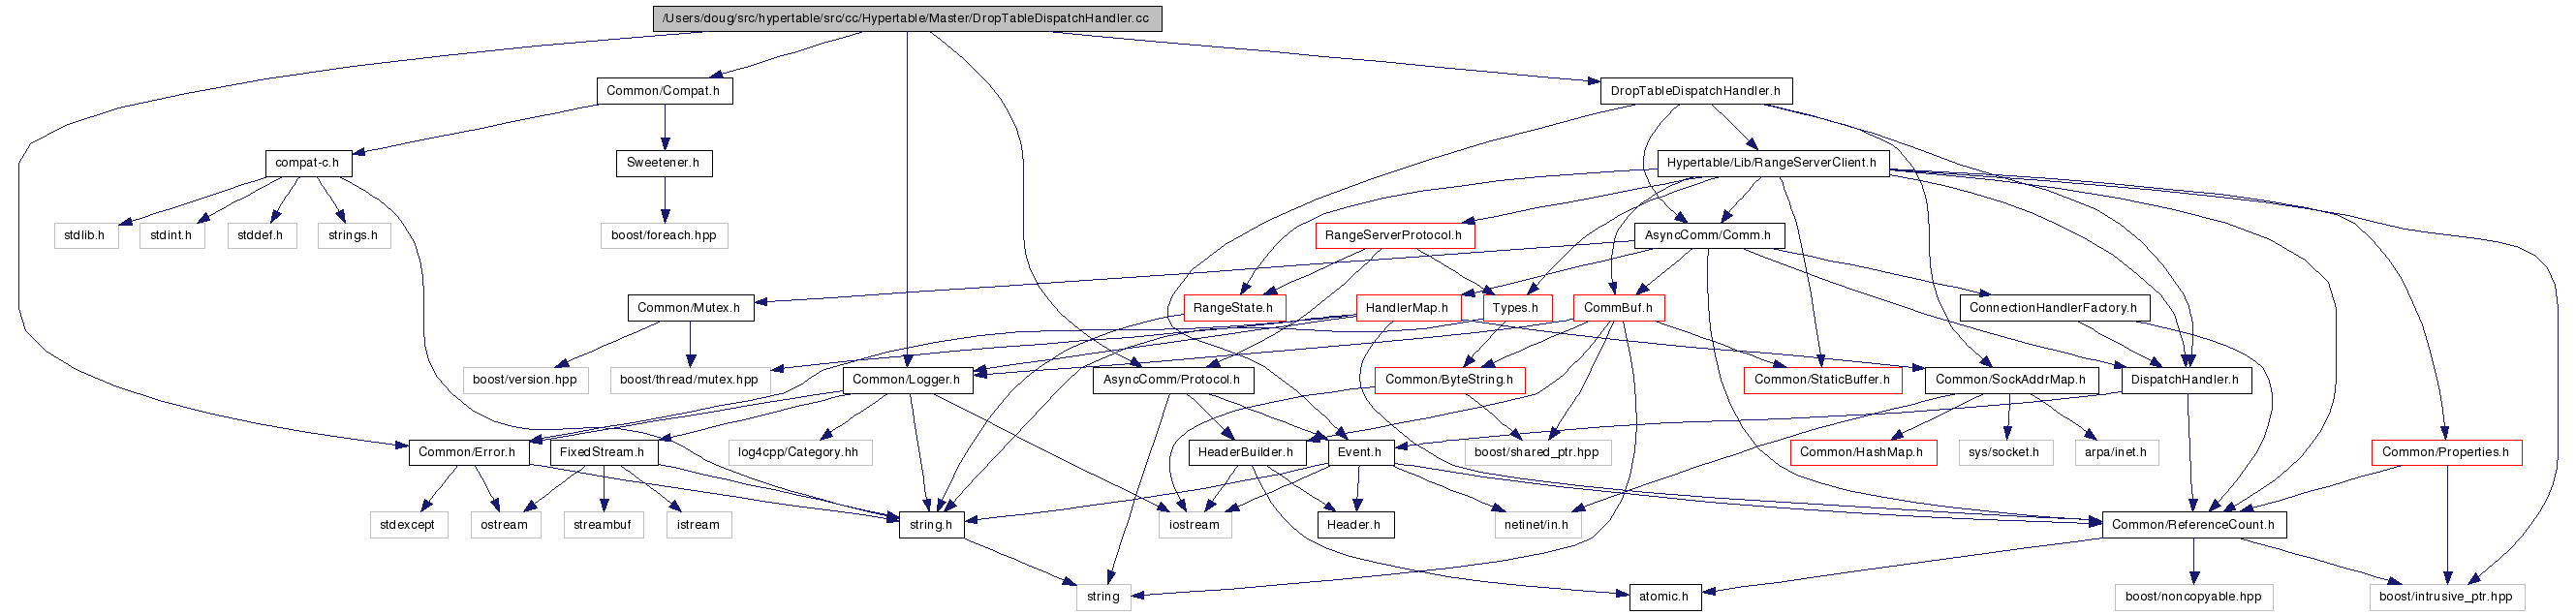 /Users/doug/src/hypertable/src/cc/Hypertable/Master/DropTableDispatchHandler.cc
Common/Compat.h
DropTableDispatchHandler.h
compat-c.h
Sweetener.h
Hypertable/Lib/RangeServerClient.h
stdlib.h
stdint.h
stddef.h
strings.h
boost/foreach.hpp
RangeServerProtocol.h
AsyncComm/Comm.h
Common/Mutex.h
RangeState.h
HandlerMap.h
Types.h
CommBuf.h
ConnectionHandlerFactory.h
boost/version.hpp
boost/thread/mutex.hpp
Common/Logger.h
AsyncComm/Protocol.h
Common/ByteString.h
Common/StaticBuffer.h
Common/SockAddrMap.h
DispatchHandler.h
Common/Error.h
FixedStream.h
log4cpp/Category.hh
HeaderBuilder.h
Event.h
boost/shared_ptr.hpp
Common/HashMap.h
sys/socket.h
arpa/inet.h
Common/Properties.h
stdexcept
ostream
streambuf
istream
string.h
iostream
Header.h
netinet/in.h
Common/ReferenceCount.h
string
atomic.h
boost/noncopyable.hpp
boost/intrusive_ptr.hpp